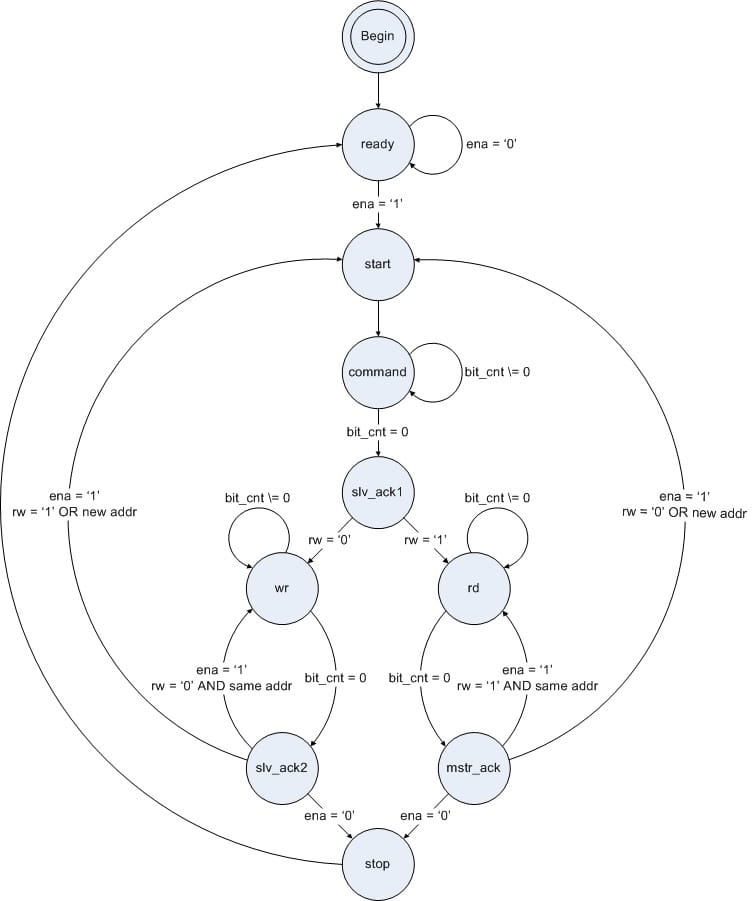 Begin
ready
ena = ‘0’
ena = ‘1’
start
command
bit_cnt \= 0
bit_cnt = 0
slv_ack1
bit_cnt \= 0
bit_cnt \= 0
ena = ‘1’
rw = ‘1’ OR new addr
ena = ‘1’
rw = ‘0’ OR new addr
rw = ‘0’
rw = ‘1’
wr
rd
ena = ‘1’
rw = ‘0’ AND same addr
bit_cnt = 0
bit_cnt = 0
ena = ‘1’
rw = ‘1’ AND same addr
slv_ack2
mstr_ack
ena = ‘0’
ena = ‘0’
stop